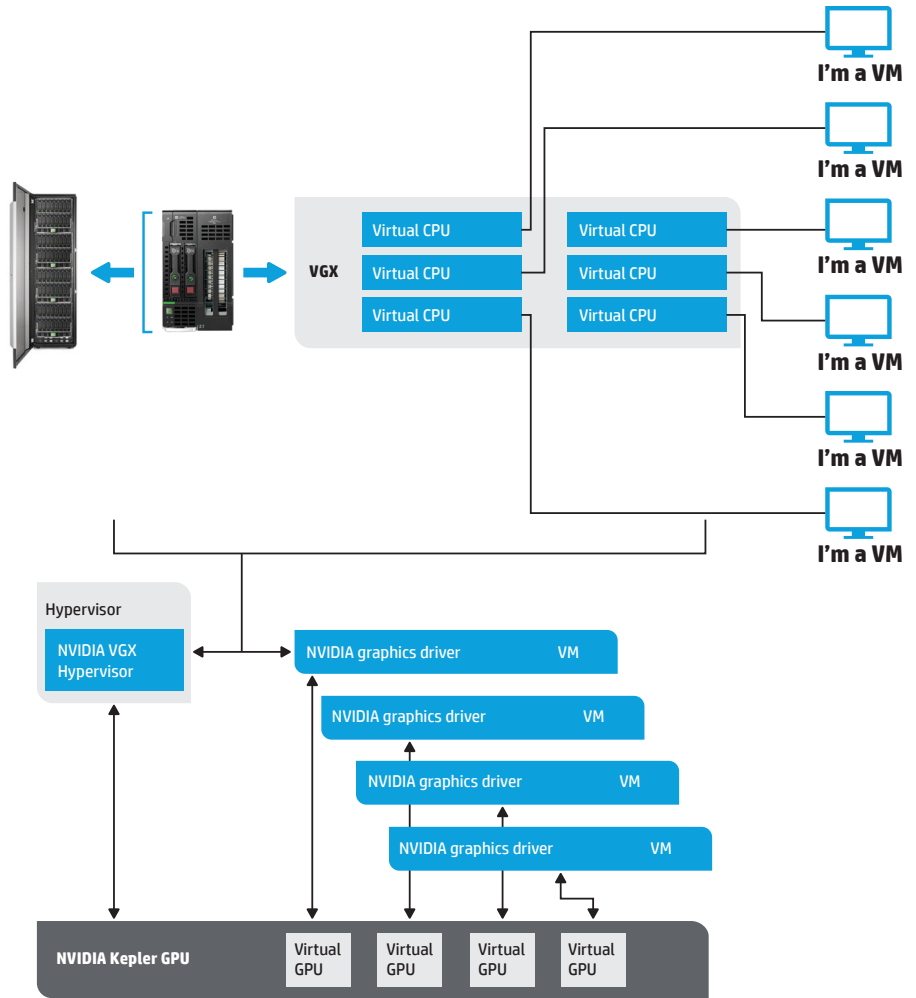 I'm a VM
I'm a VM
I'm a VM
I'm a VM
I'm a VM
I'm a VM
VGX
Virtual CPU
Virtual CPU
Virtual CPU
Virtual CPU
Virtual CPU
Virtual CPU
Hypervisor
NVIDIA VGX
Hypervisor
NVIDIA graphics driver VM
NVIDIA graphics driver VM
NVIDIA graphics driver VM
NVIDIA graphics driver VM
NVIDIA Kepler GPU
Virtual
GPU
Virtual
GPU
Virtual
GPU
Virtual
GPU